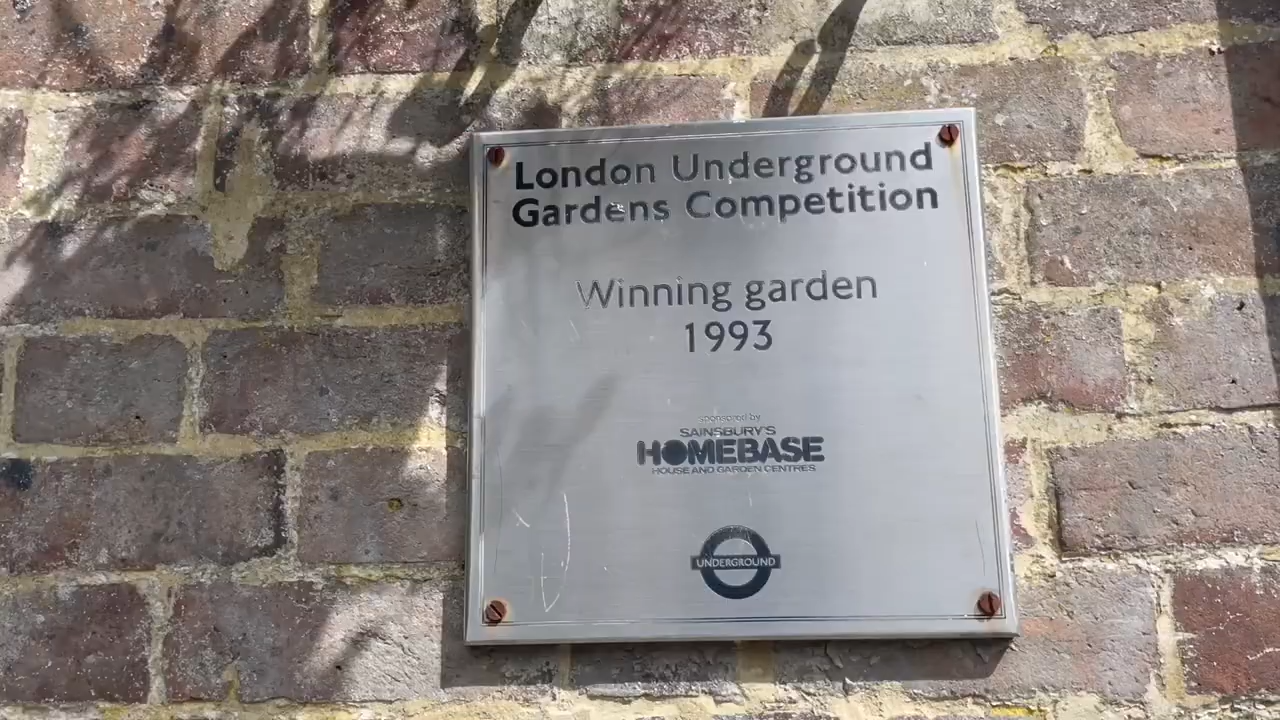 London Underground
Gardens Competition
Winning garden
1993
sponsored by
SAINSBURY'S
HOMEBASE
HOUSE AND GARDEN CENTRES
UNDERGROUND